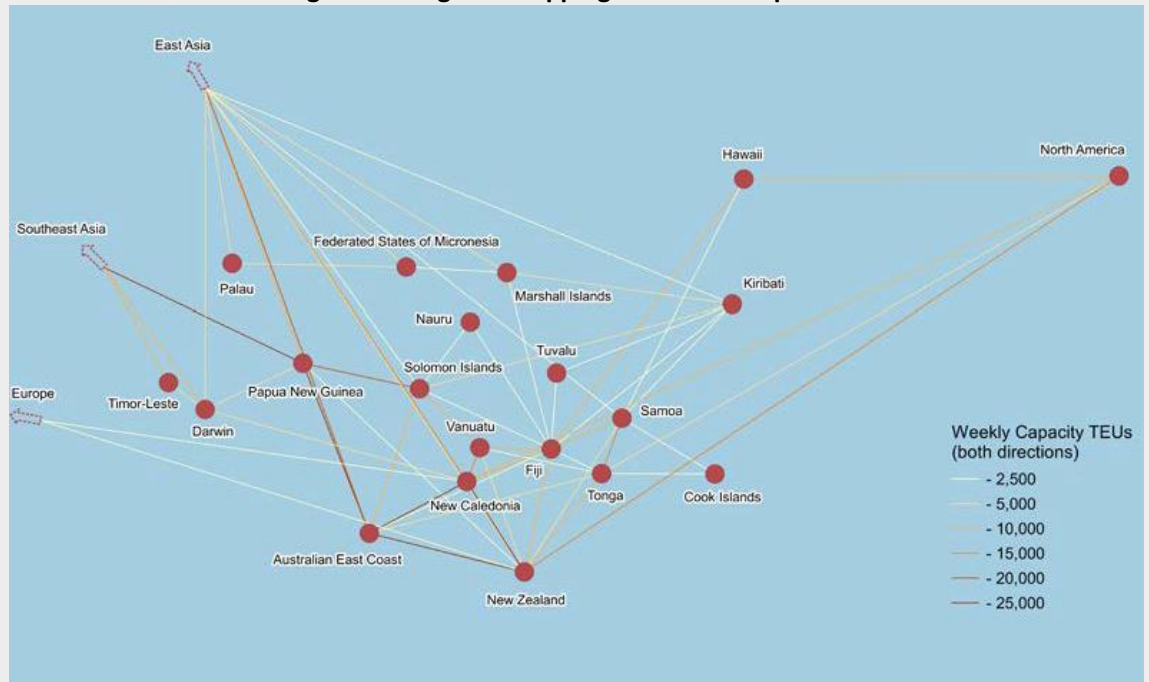 East Asia
Hawaii
North America
Southeast Asia
Federated States of Micronesia
Palau
Marshall Islands
Kiribati
Nauru
Tuvalu
Solomon Islands
Europe
Timor-Leste
Papua New Guinea
Darwin
Samoa
Vanuatu
Fiji
Tonga
Cook Islands
New Caledonia
Australian East Coast
New Zealand
Weekly Capacity TEUs
(both directions)
- 2,500
- 5,000
- 10,000
- 15,000
- 20,000
- 25,000